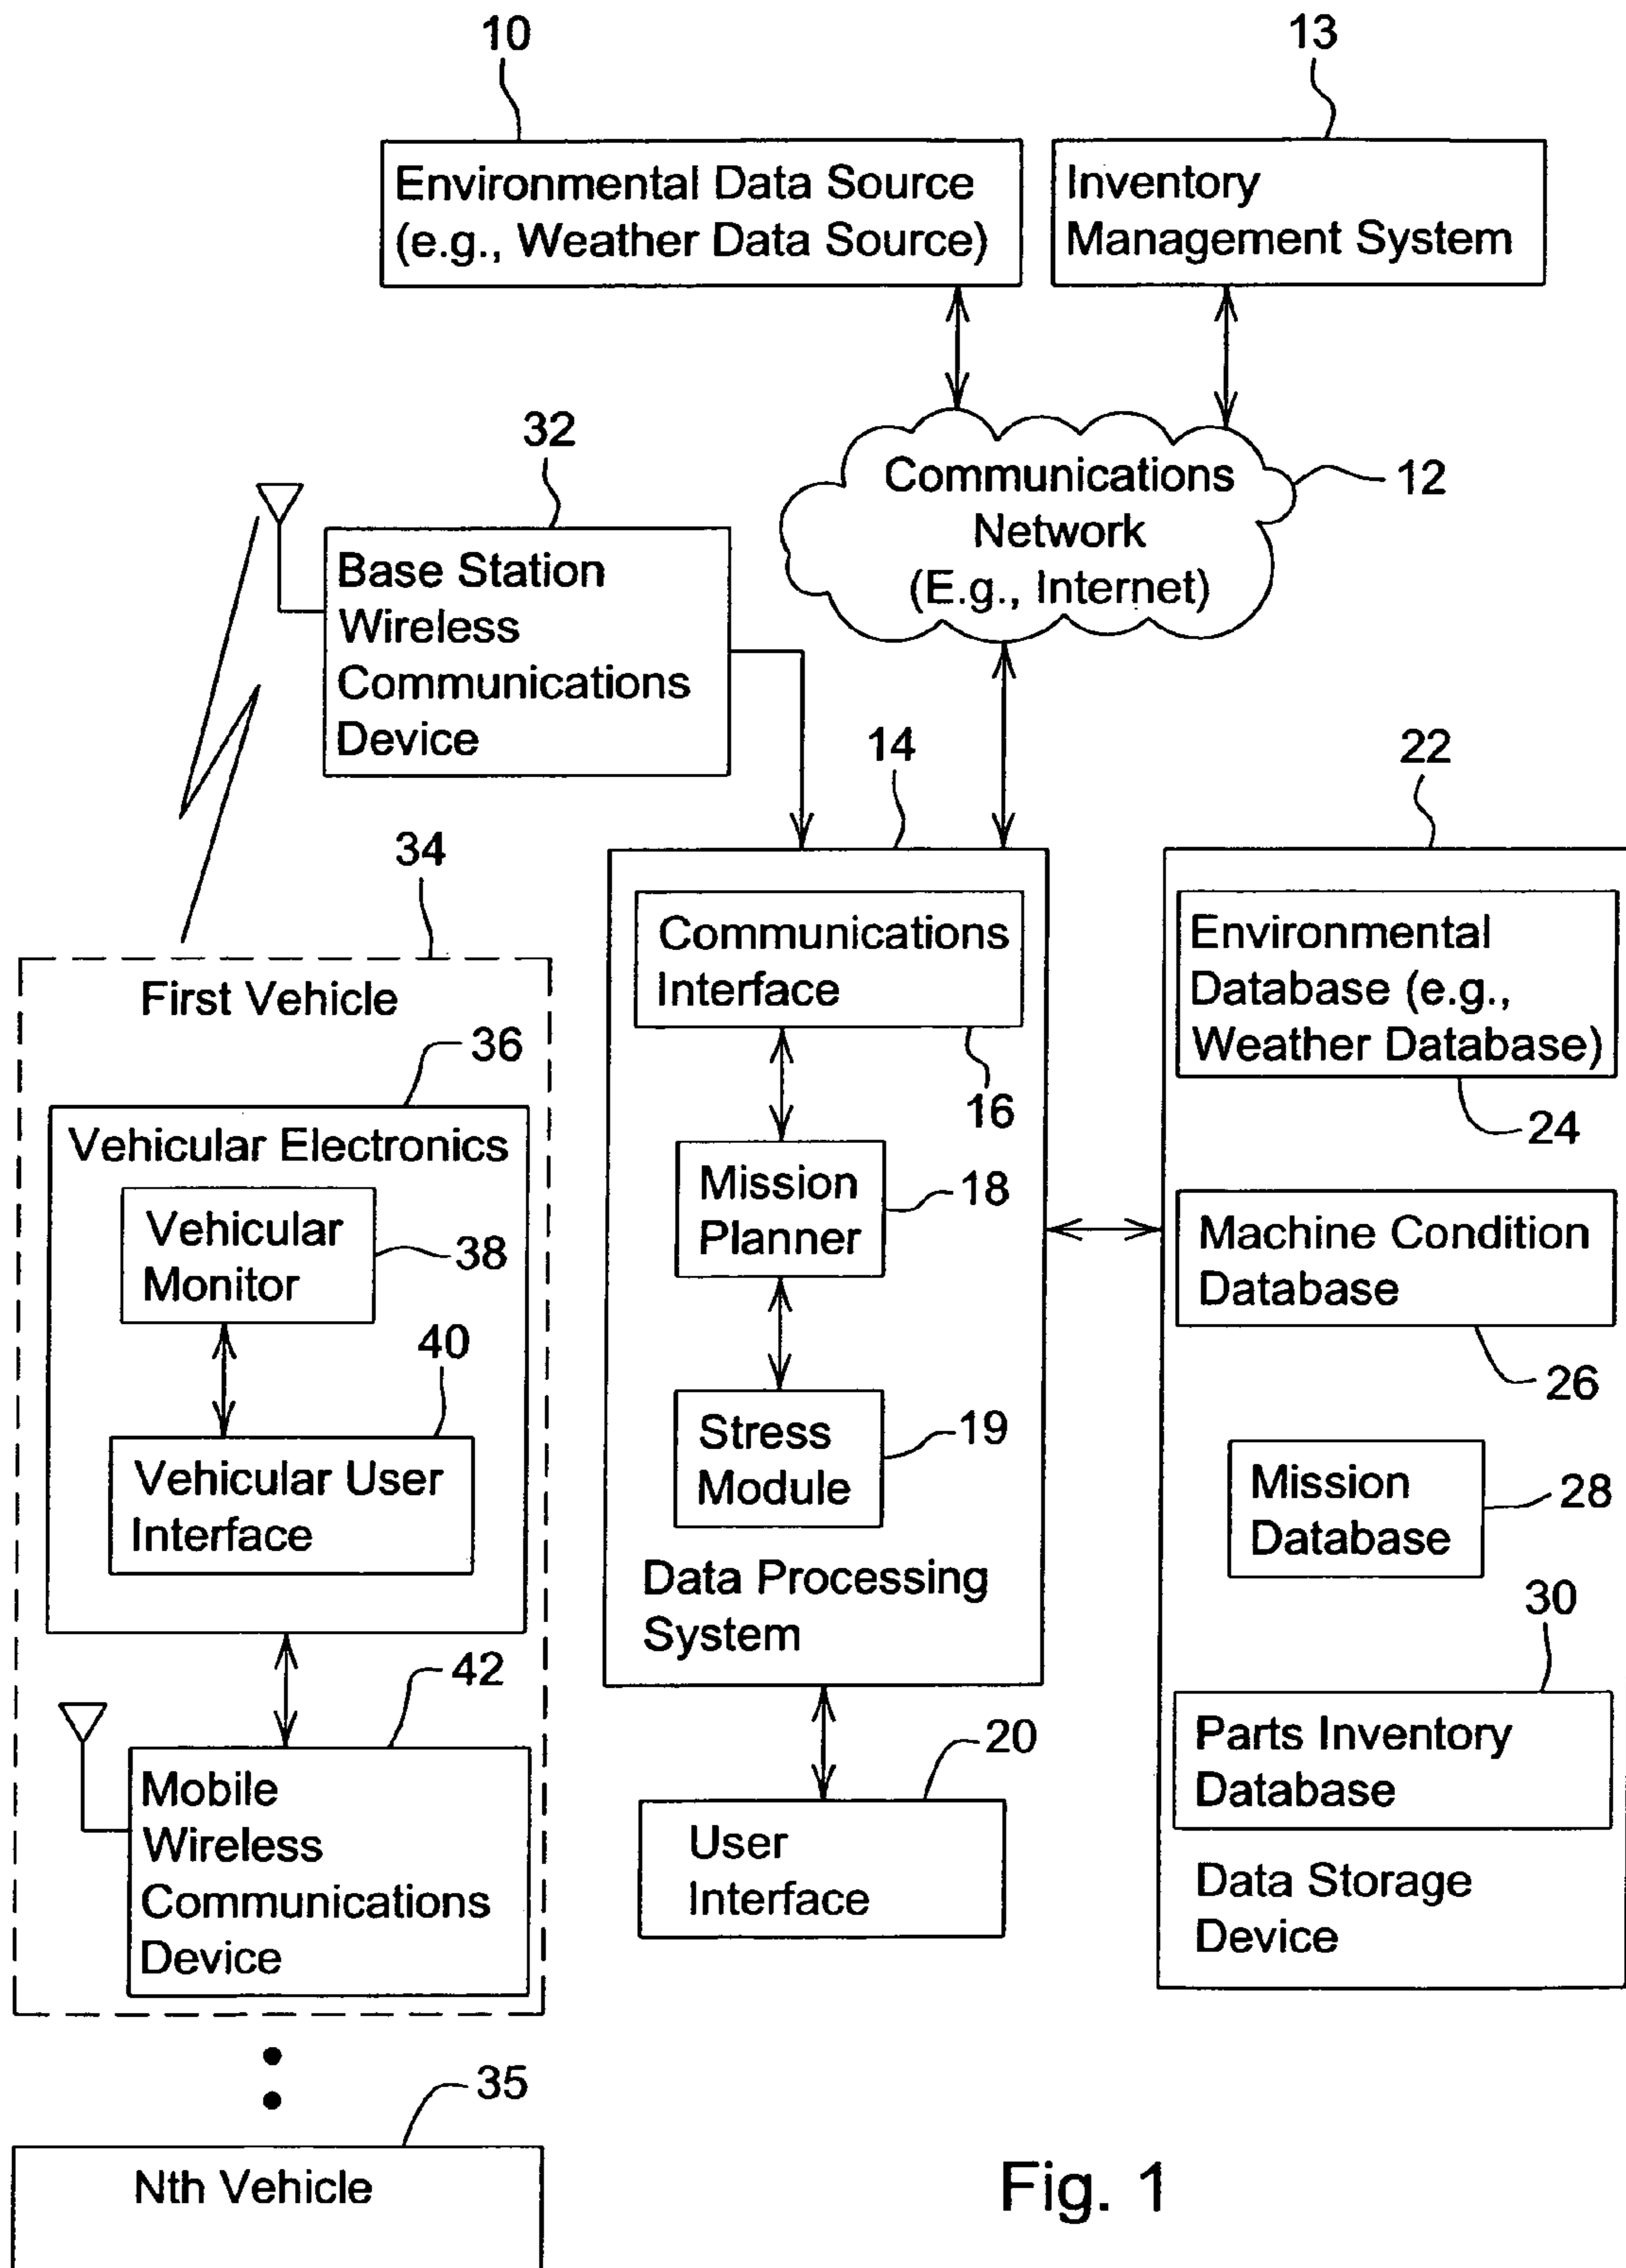 10
13
Environmental Data Source
(e.g., Weather Data Source)
Inventory
Management System
32
Communications
Network
(E.g., Internet)
12
Base Station
Wireless
Communications
Device
14
22
34
First Vehicle
36
Vehicular Electronics
Vehicular
Monitor
38
40
Vehicular User
Interface
42
Mobile
Wireless
Communications
Device
Communications
Interface
16
Mission
Planner
18
Stress
Module
19
Data Processing
System
20
User
Interface
Environmental
Database (e.g.,
Weather Database)
24
Machine Condition
Database
26
Mission
Database
28
30
Parts Inventory
Database
Data Storage
Device
35
Nth Vehicle
Fig. 1